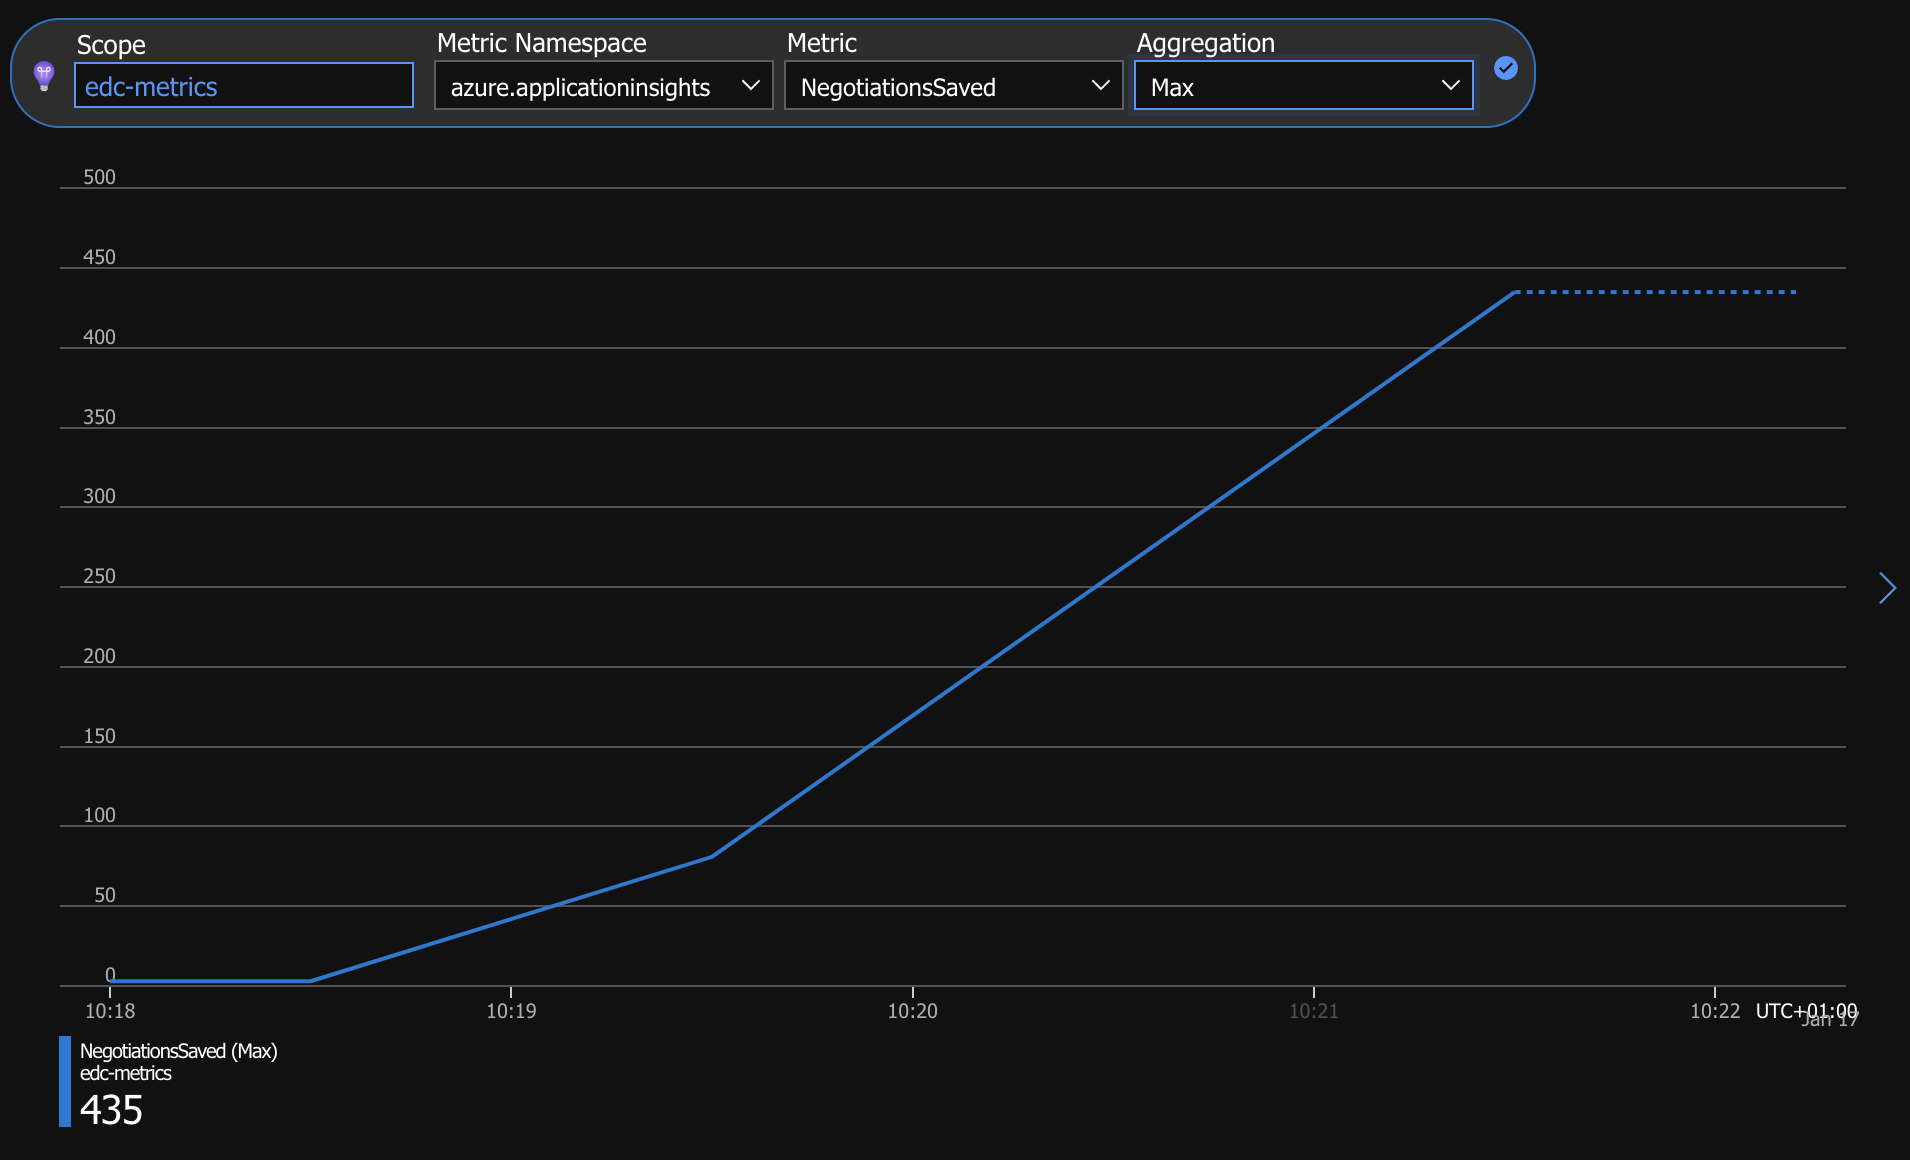 Scope
Metric Namespace
Metric
Aggregation
edc-metrics
azure.applicationinsights
NegotiationsSaved
Max
500
450
400
350
300
250
200
150
100
50
0
10:18
10:19
10:20
10:21
10:22
UTC+01:00
Jan 17
NegotiationsSaved (Max)
edc-metrics
435